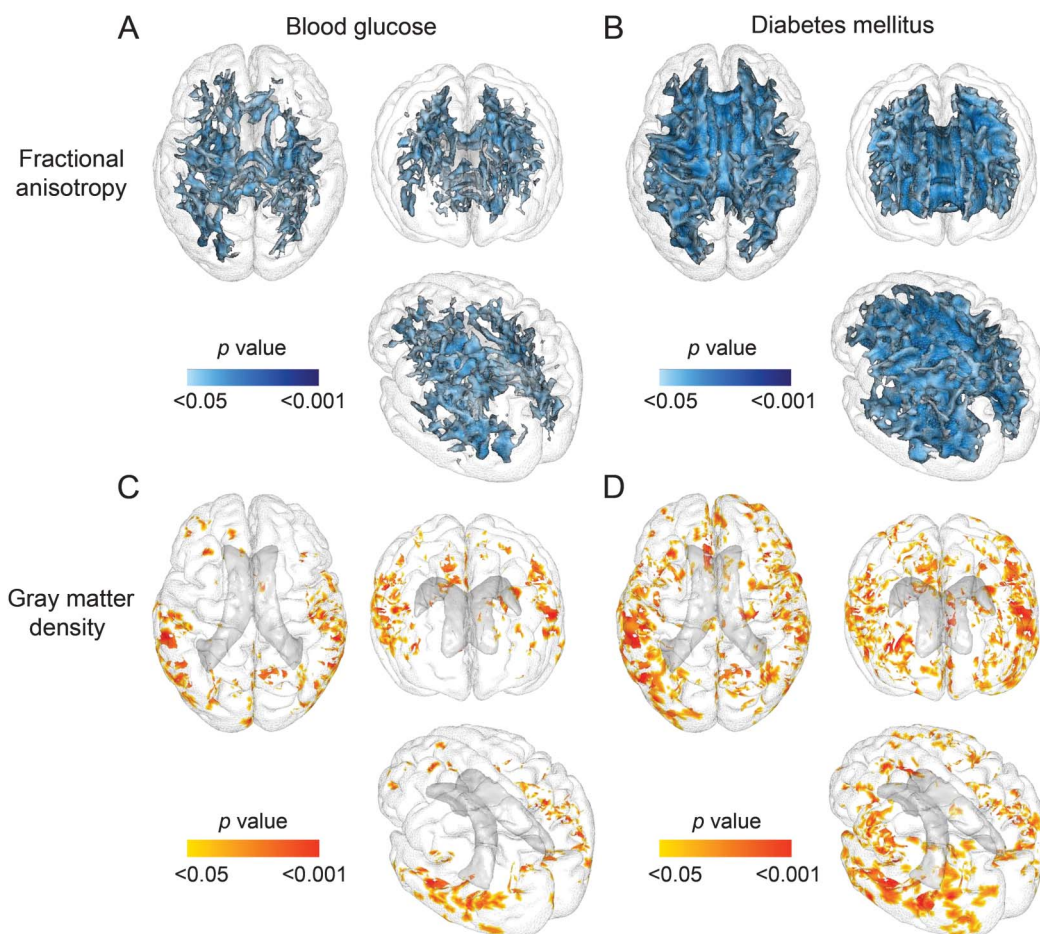 A
Blood glucose
B
Diabetes mellitus
Fractional
anisotropy
p value
<0.05
<0.001
p value
<0.05
<0.001
C
D
Gray matter
density
p value
<0.05
<0.001
p value
<0.05
<0.001